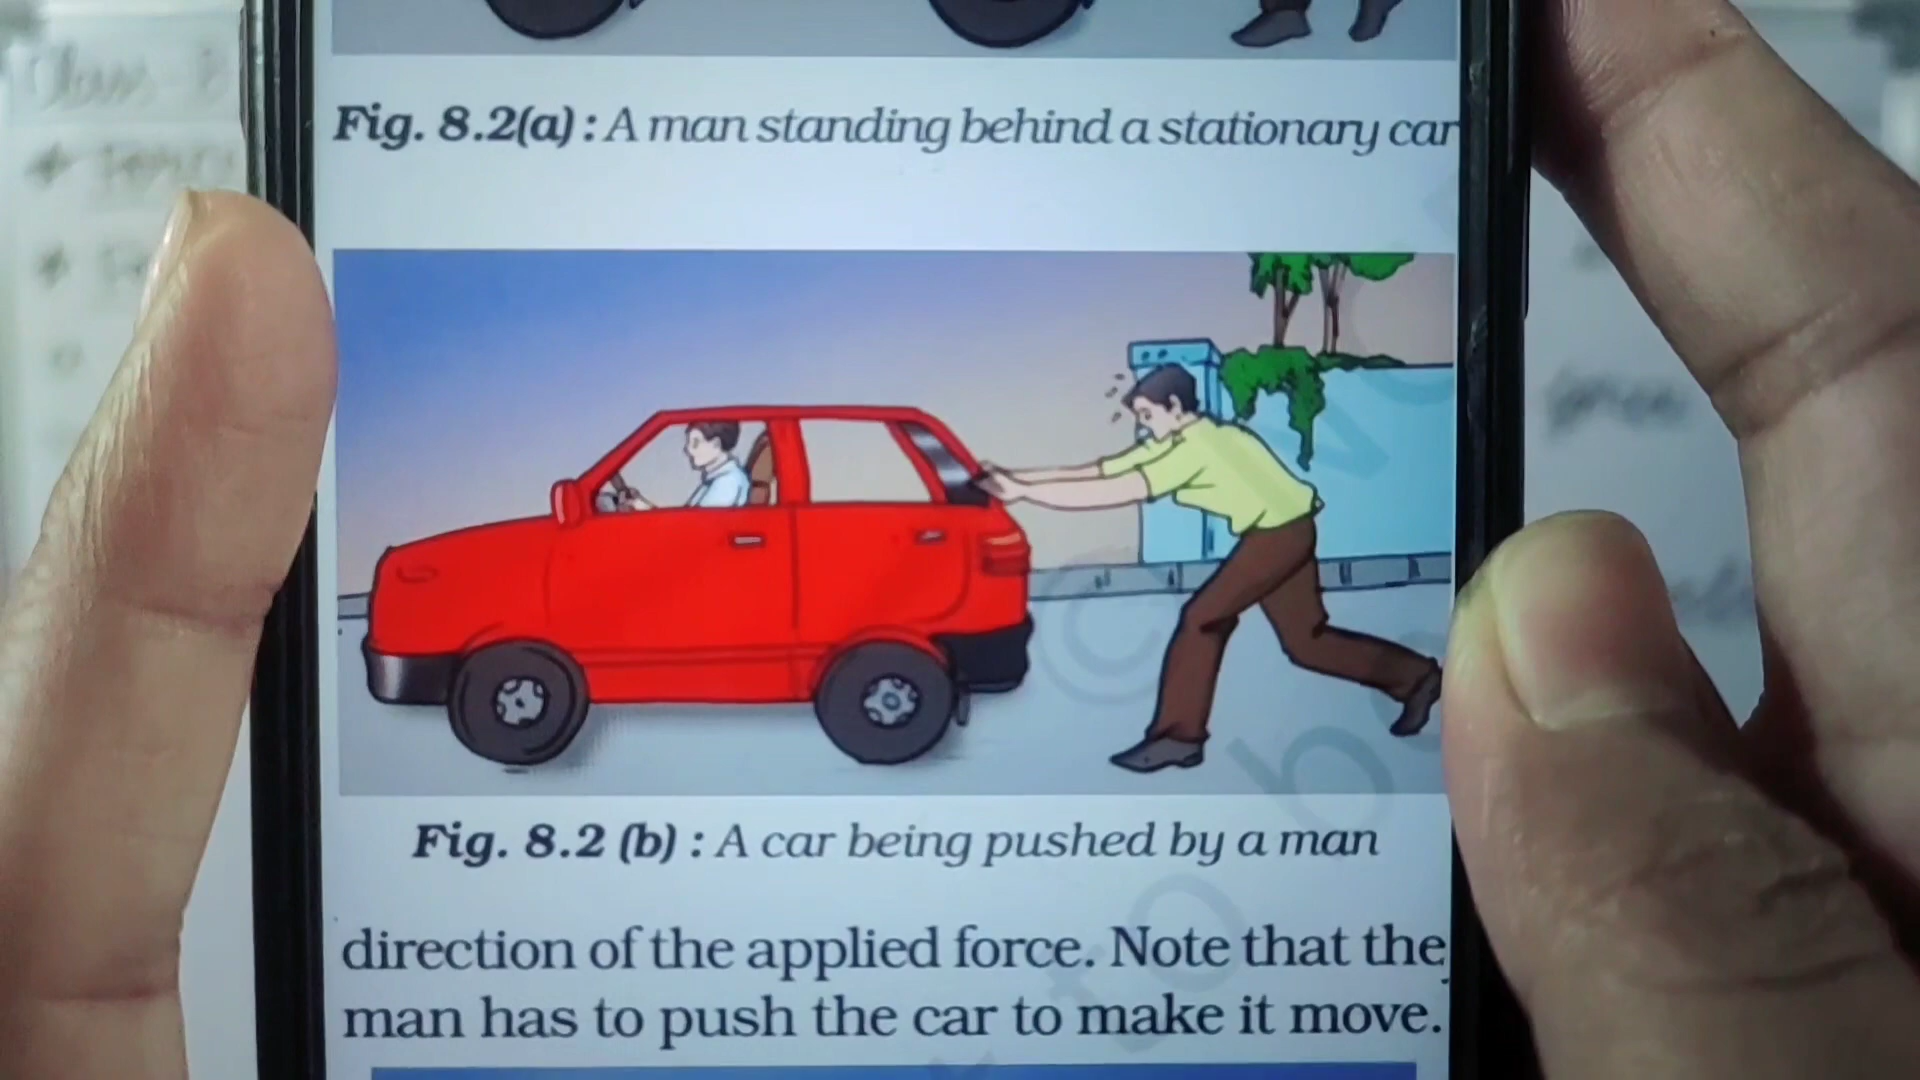 Fig. 8.2(a) : A man standing behind a stationary car
Fig. 8.2 (b) : A car being pushed by a man
direction of the applied force. Note that the
man has to push the car to make it move.